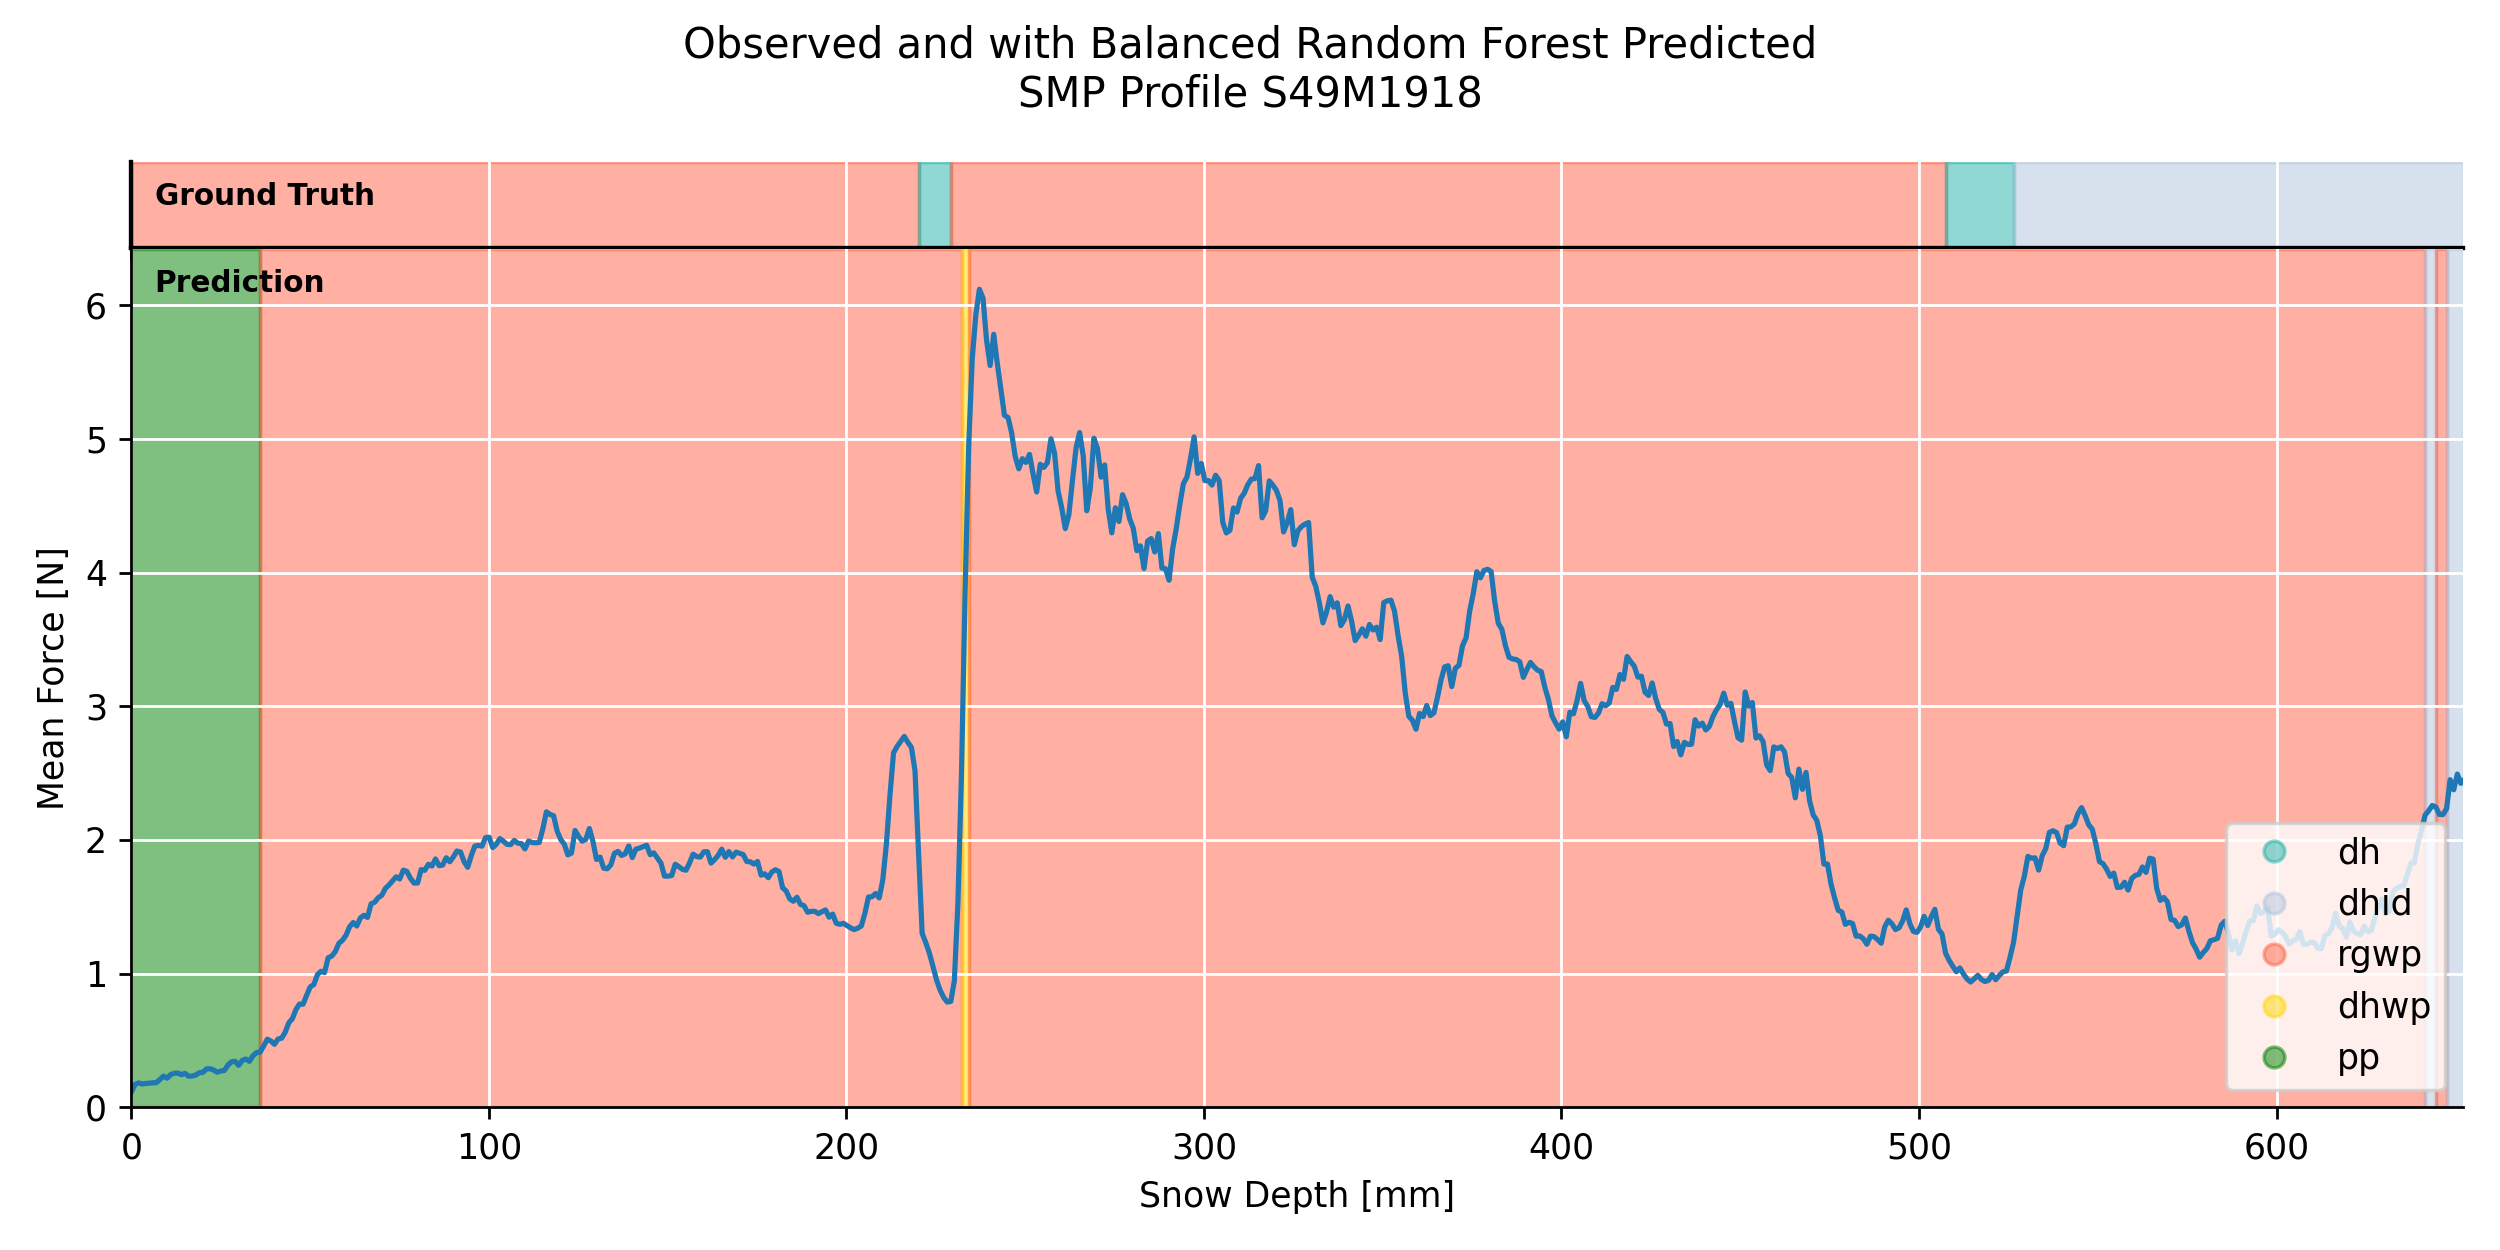 Observed and with Balanced Random Forest Predicted
SMP Profile S49M1918
Ground Truth
Prediction
6
5
4
3
2
1
0
Mean Force [N]
dh
dhid
rgwp
dhwp
pp
0 100 200 300 400 500 600
Snow Depth [mm]